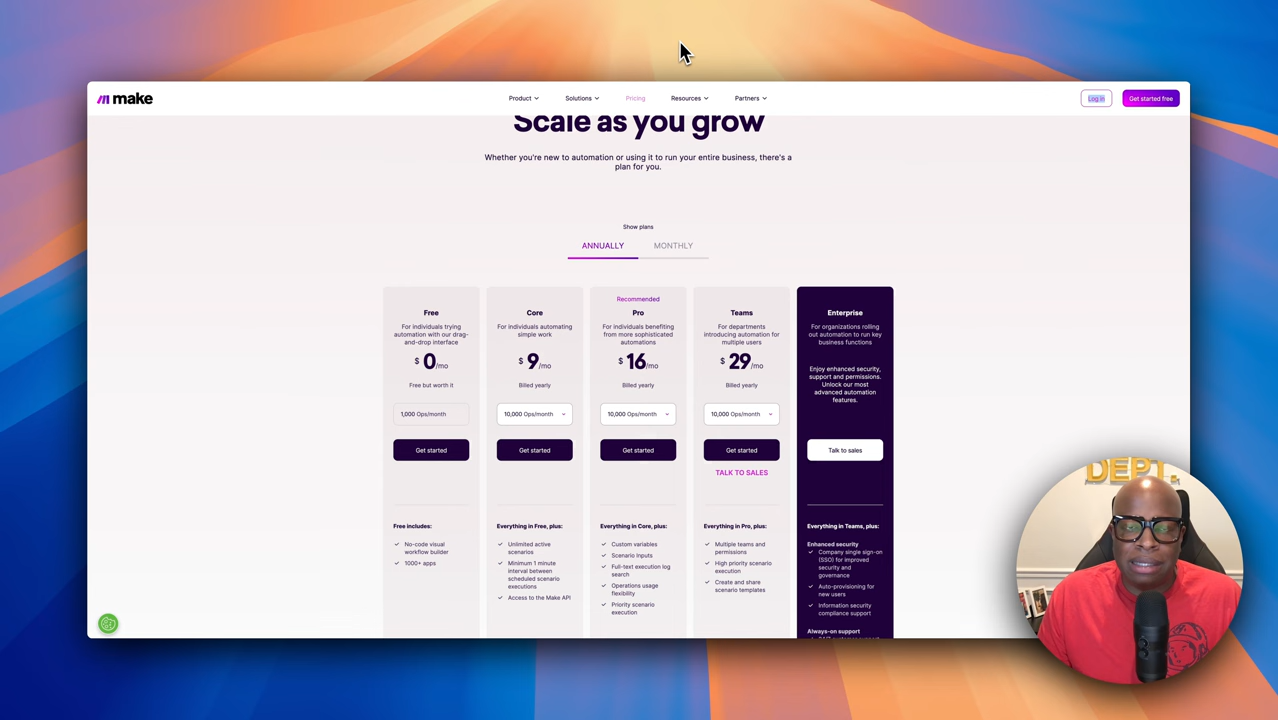 make
Product
Solutions
Pricing
Resources
Partners
Log in
Get started free
Scale as you grow
Whether you're new to automation or using it to run your entire business, there's a
plan for you.
Show plans
ANNUALLY
MONTHLY
Free
For individuals trying
automation with our drag-
and-drop interface
$ 0/mo
Free but worth it
1,000 Ops/month
Get started
Free includes:
No-code visual
workflow builder
1000+ apps
Core
For individuals automating
simple work
$ 9/mo
Billed yearly
10,000 Ops/month
Get started
Everything in Free, plus:
Unlimited active
scenarios
Minimum 1 minute
interval between
scheduled scenario
executions
Access to the Make API
Recommended
Pro
For individuals benefiting
from more sophisticated
automations
$ 16/mo
Billed yearly
10,000 Ops/month
Get started
Everything in Core, plus:
Custom variables
Scenario Inputs
Full-text execution log
search
Operations usage
flexibility
Priority scenario
execution
Teams
For departments
introducing automation for
multiple users
$ 29/mo
Billed yearly
10,000 Ops/month
Get started
TALK TO SALES
Everything in Pro, plus:
Multiple teams and
permissions
High priority scenario
execution
Create and share
scenario templates
Enterprise
For organizations rolling
out automation to run key
business functions
Enjoy enhanced security,
support and permissions.
Unlock our most
advanced automation
features.
Talk to sales
Everything in Teams, plus:
Enhanced security
Company single sign-on
(SSO) for improved
security and
governance
Auto-provisioning for
new users
Information security
compliance support
Always-on support
DEPT.